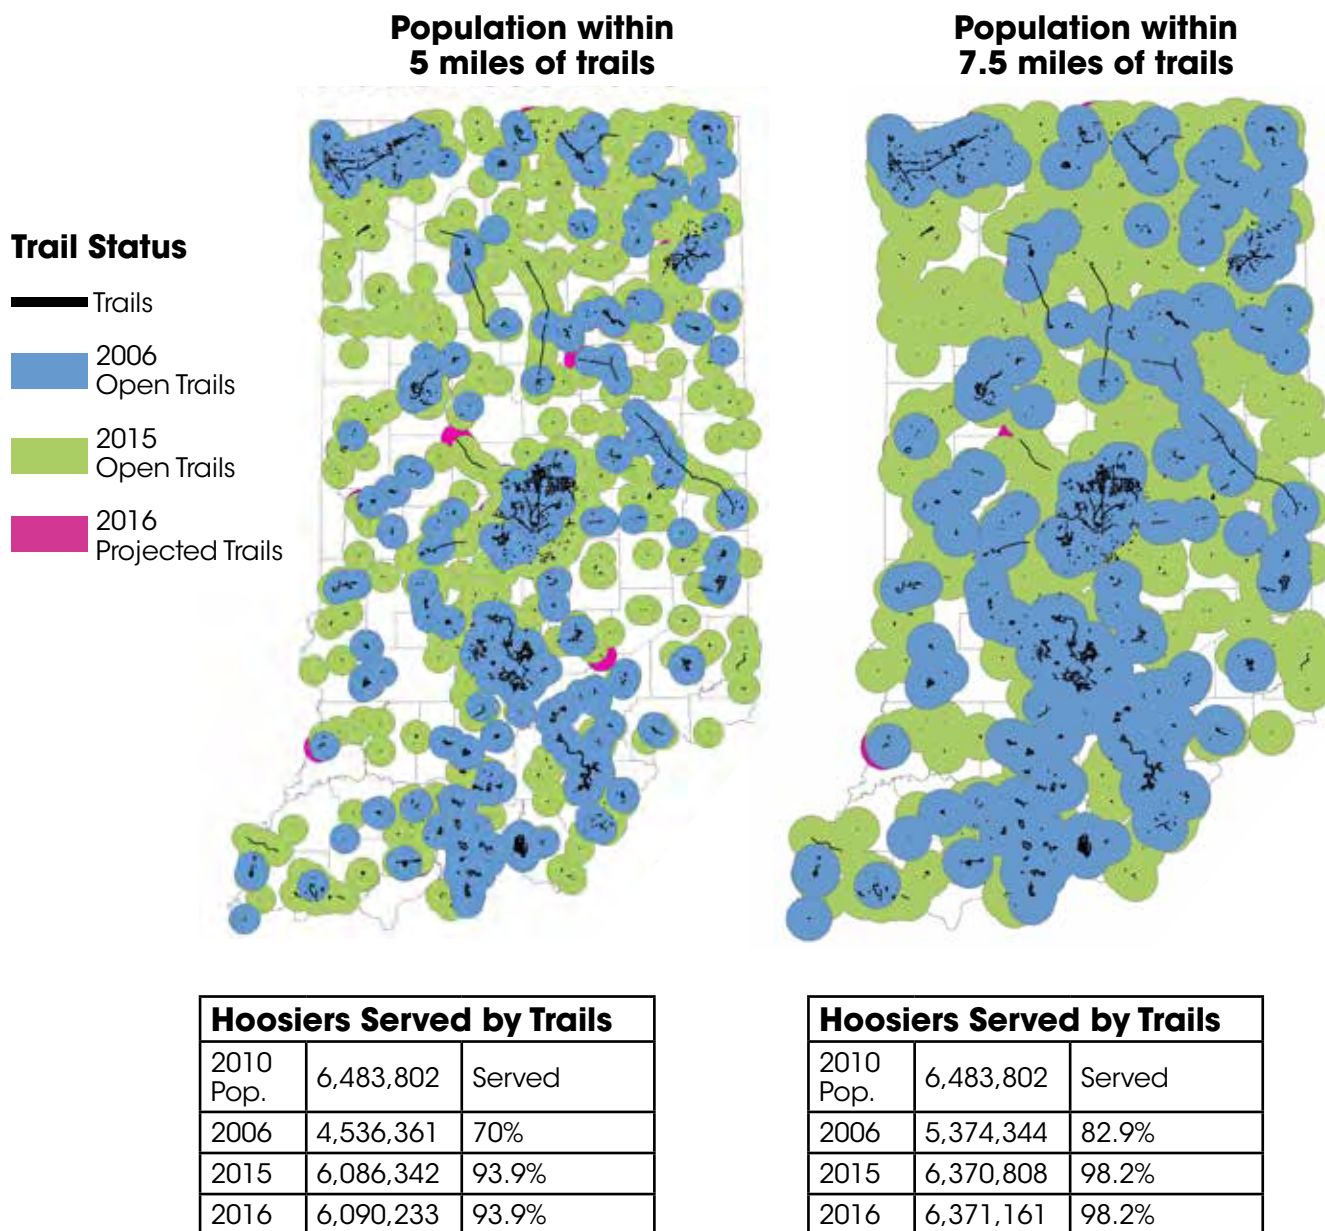 Population within
5 miles of trails
Population within
7.5 miles of trails
Trail Status
Trails
2006
Open Trails
2015
Open Trails
2016
Projected Trails
Hoosiers Served by Trails
2010
Pop. 6,483,802 Served
2006 4,536,361 70%
2015 6,086,342 93.9%
2016 6,090,233 93.9%
Hoosiers Served by Trails
2010
Pop. 6,483,802 Served
2006 5,374,344 82.9%
2015 6,370,808 98.2%
2016 6,371,161 98.2%